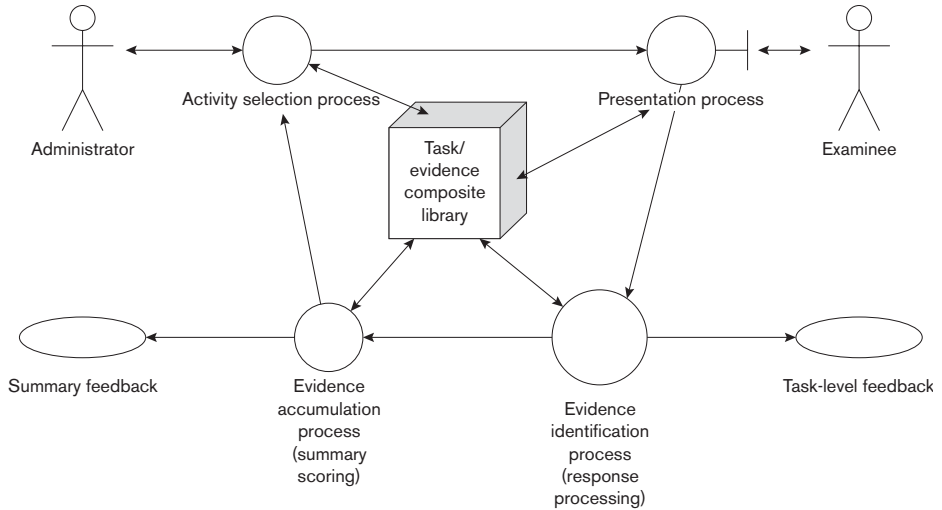 Activity selection process
Presentation process
Administrator
Examinee
Task/
evidence
composite
library
Summary feedback
Evidence
accumulation
process
(summary
scoring)
Evidence
identification
process
(response
processing)
Task-level feedback